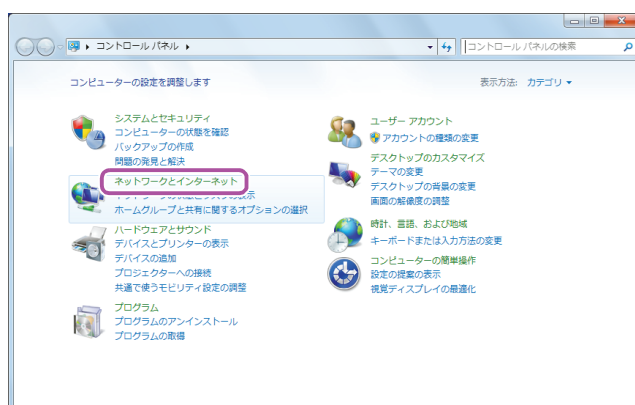 コントロール パネル
コントロール パネルの検索
コンピューターの設定を調整します
表示方法: カテゴリ
システムとセキュリティ
コンピューターの状態を確認
バックアップの作成
問題の発見と解決
ネットワークとインターネット
ホームグループと共有に関するオプションの選択
ハードウェアとサウンド
デバイスとプリンターの表示
デバイスの追加
プロジェクターへの接続
共通で使うモビリティ設定の調整
プログラム
プログラムのアンインストール
プログラムの取得
ユーザー アカウント
アカウントの種類の変更
デスクトップのカスタマイズ
テーマの変更
デスクトップの背景の変更
画面の解像度の調整
時計、言語、および地域
キーボードまたは入力方法の変更
コンピューターの簡単操作
設定の提案の表示
視覚ディスプレイの最適化